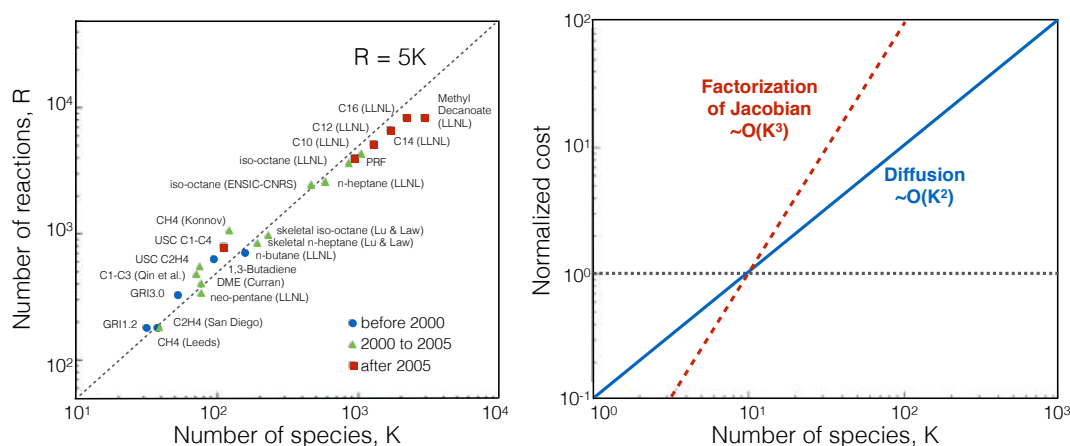 R = 5K
Number of reactions, R
10^4
10^3
10^2
C16 (LLNL)
Methyl
Decanoate
(LLNL)
C12 (LLNL)
C10 (LLNL)
C14 (LLNL)
iso-octane (LLNL)
PRF
iso-octane (ENSIC-CNRS)
n-heptane (LLNL)
CH4 (Konnov)
skeletal iso-octane (Lu & Law)
USC C1-C4
skeletal n-heptane (Lu & Law)
USC C2H4
n-butane (LLNL)
C1-C3 (Qin et al.)
1,3-Butadiene
DME (Curran)
GRI3.0
neo-pentane (LLNL)
GRI1.2
C2H4 (San Diego)
CH4 (Leeds)
before 2000
2000 to 2005
after 2005
10^1
10^2
10^3
10^4
Number of species, K
Normalized cost
10^2
10^1
10^0
10^-1
Factorization
of Jacobian
~O(K^3)
Diffusion
~O(K^2)
10^0
10^1
10^2
10^3
Number of species, K